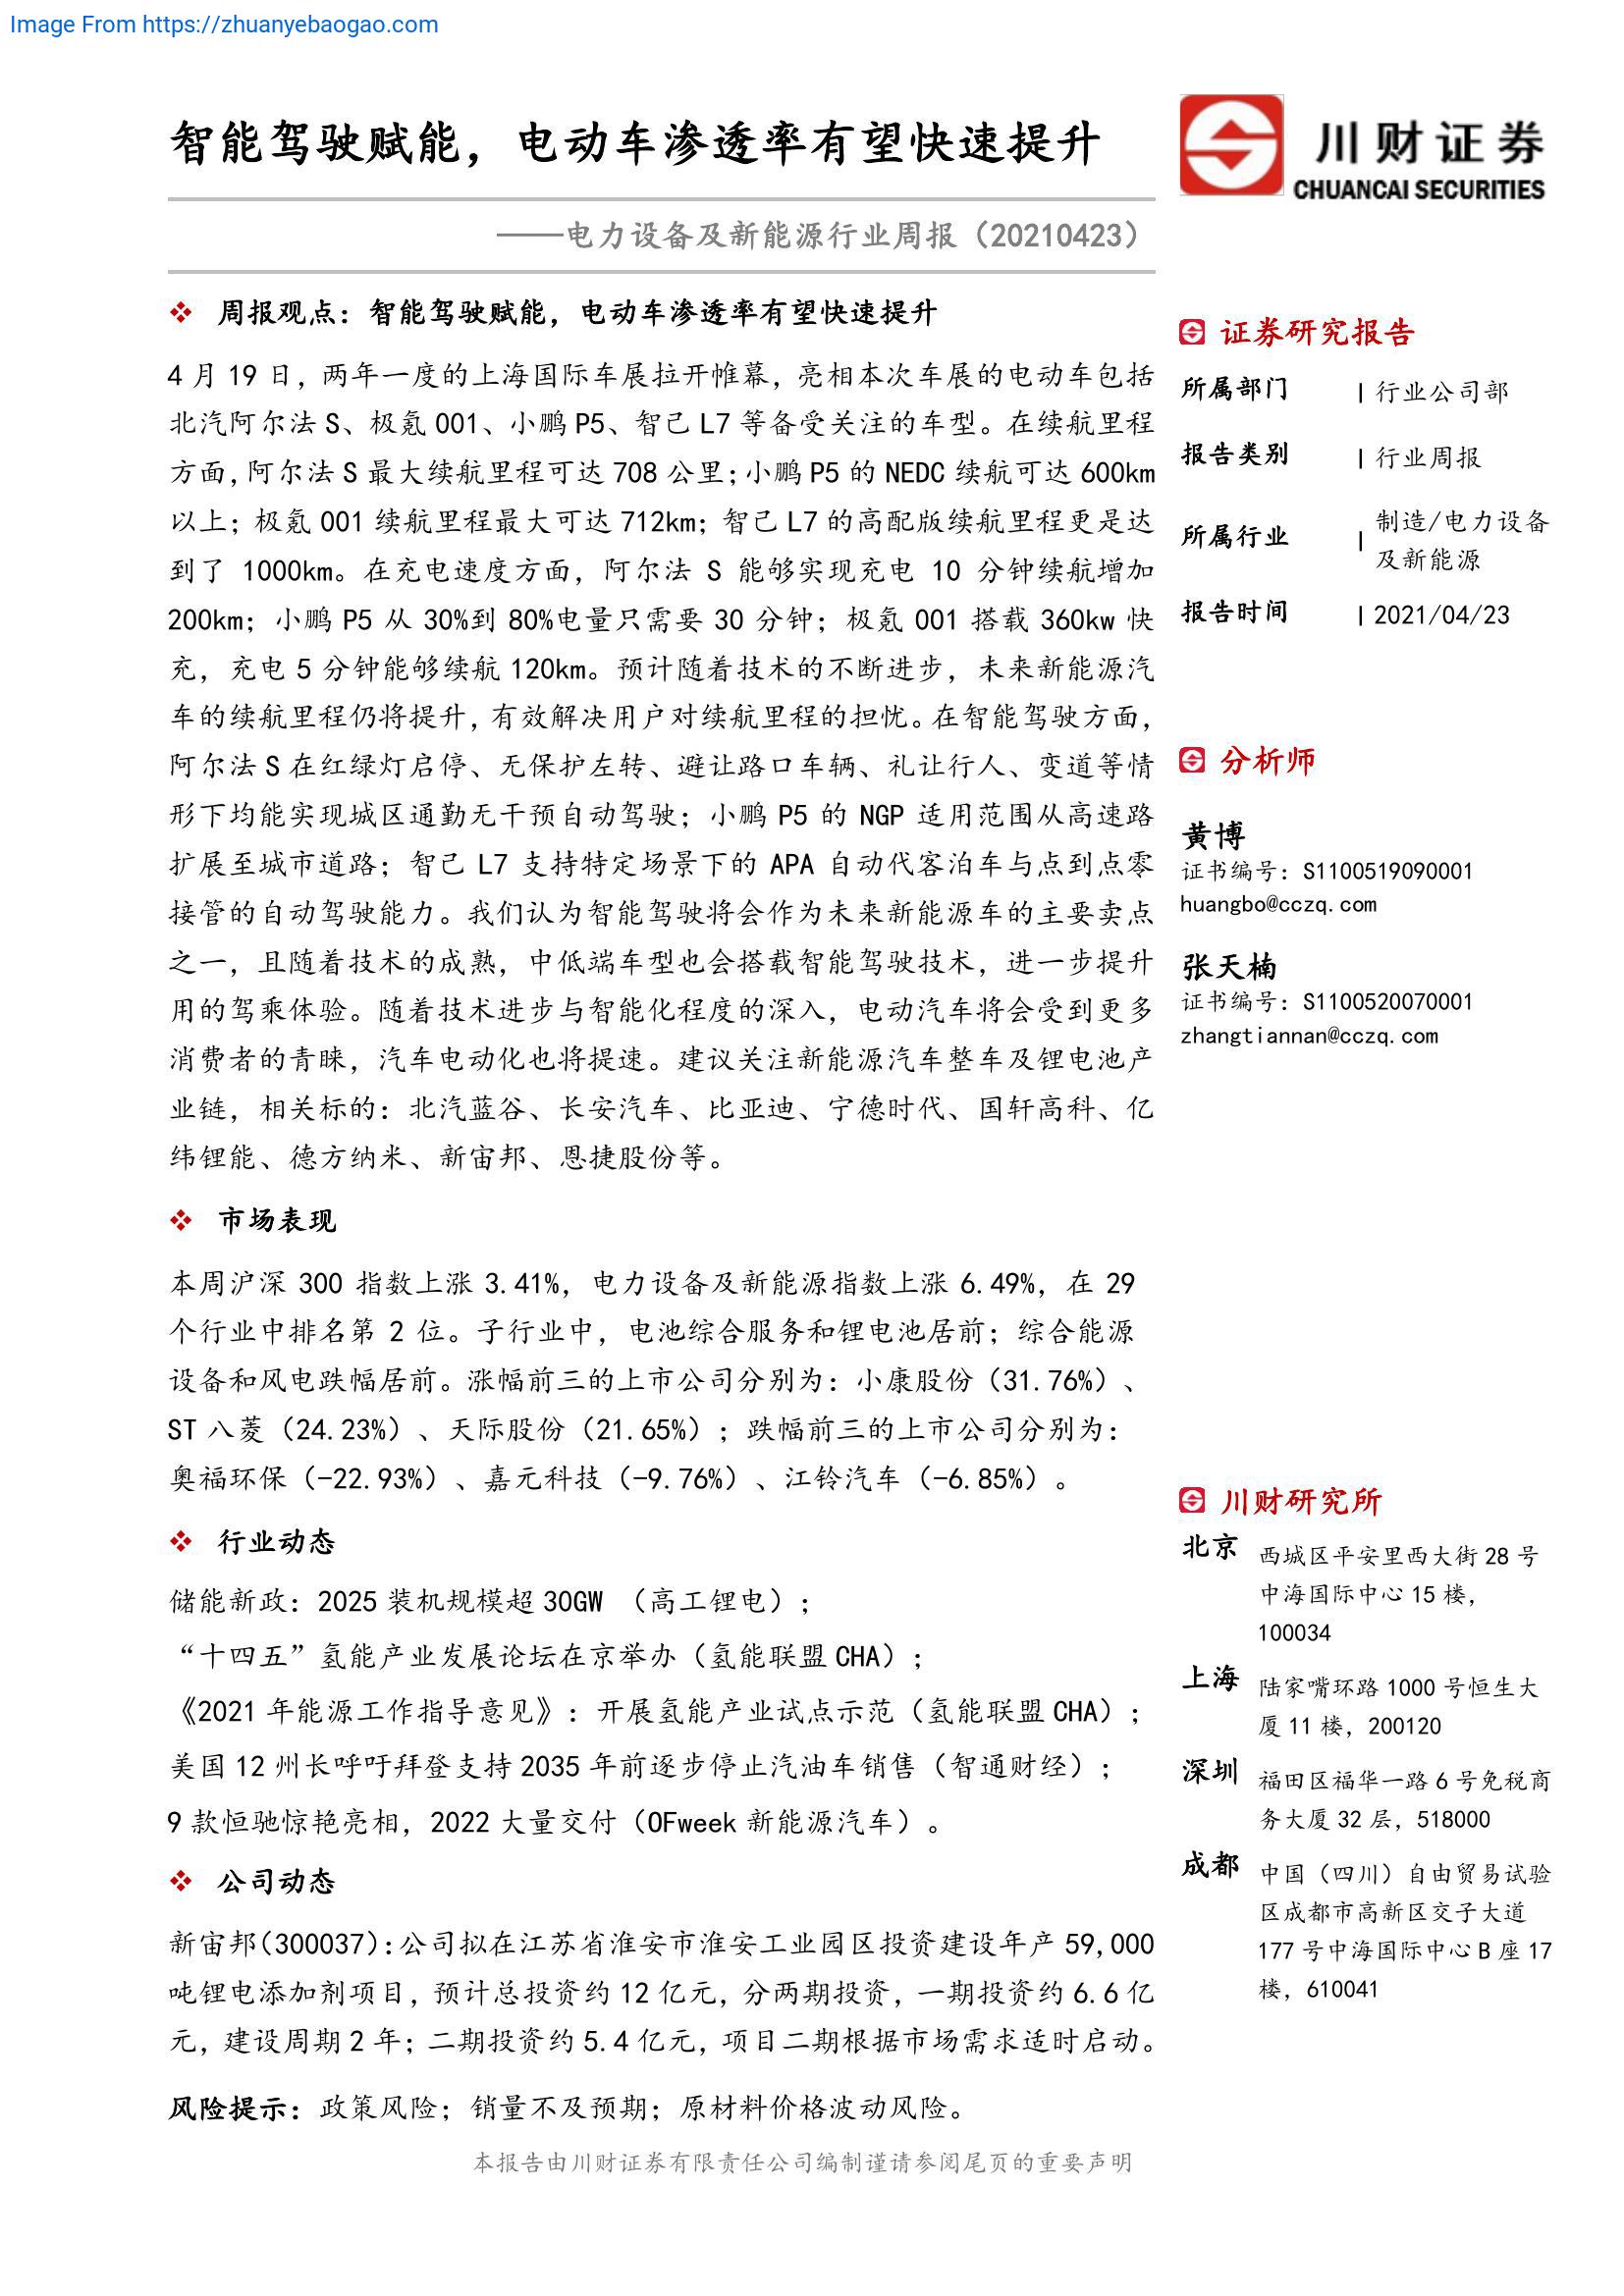 Image From https://zhuanyebaogao.com
智能驾驶赋能，电动车渗透率有望快速提升
川财证券
CHUANCAI SECURITIES
——电力设备及新能源行业周报（20210423）
❖ 周报观点：智能驾驶赋能，电动车渗透率有望快速提升
4 月 19 日，两年一度的上海国际车展拉开帷幕，亮相本次车展的电动车包括
北汽阿尔法 S、极氪 001、小鹏 P5、智己 L7 等备受关注的车型。在续航里程
方面，阿尔法 S 最大续航里程可达 708 公里；小鹏 P5 的 NEDC 续航可达 600km
以上；极氪 001 续航里程最大可达 712km；智己 L7 的高配版续航里程更是达
到了 1000km。在充电速度方面，阿尔法 S 能够实现充电 10 分钟续航增加
200km；小鹏 P5 从 30%到 80%电量只需要 30 分钟；极氪 001 搭载 360kw 快
充，充电 5 分钟能够续航 120km。预计随着技术的不断进步，未来新能源汽
车的续航里程仍将提升，有效解决用户对续航里程的担忧。在智能驾驶方面，
阿尔法 S 在红绿灯启停、无保护左转、避让路口车辆、礼让行人、变道等情
形下均能实现城区通勤无干预自动驾驶；小鹏 P5 的 NGP 适用范围从高速路
扩展至城市道路；智己 L7 支持特定场景下的 APA 自动代客泊车与点到点零
接管的自动驾驶能力。我们认为智能驾驶将会作为未来新能源车的主要卖点
之一，且随着技术的成熟，中低端车型也会搭载智能驾驶技术，进一步提升
用的驾乘体验。随着技术进步与智能化程度的深入，电动汽车将会受到更多
消费者的青睐，汽车电动化也将提速。建议关注新能源汽车整车及锂电池产
业链，相关标的：北汽蓝谷、长安汽车、比亚迪、宁德时代、国轩高科、亿
纬锂能、德方纳米、新宙邦、恩捷股份等。
❖ 市场表现
本周沪深 300 指数上涨 3.41%，电力设备及新能源指数上涨 6.49%，在 29
个行业中排名第 2 位。子行业中，电池综合服务和锂电池居前；综合能源
设备和风电跌幅居前。涨幅前三的上市公司分别为：小康股份（31.76%）、
ST 八菱（24.23%）、天际股份（21.65%）；跌幅前三的上市公司分别为：
奥福环保（-22.93%）、嘉元科技（-9.76%）、江铃汽车（-6.85%）。
❖ 行业动态
储能新政：2025 装机规模超 30GW （高工锂电）；
“十四五”氢能产业发展论坛在京举办（氢能联盟 CHA）；
《2021 年能源工作指导意见》：开展氢能产业试点示范（氢能联盟 CHA）；
美国 12 州长呼吁拜登支持 2035 年前逐步停止汽油车销售（智通财经）；
9 款恒驰惊艳亮相，2022 大量交付（OFweek 新能源汽车）。
❖ 公司动态
新宙邦(300037)：公司拟在江苏省淮安市淮安工业园区投资建设年产 59,000
吨锂电添加剂项目，预计总投资约 12 亿元，分两期投资，一期投资约 6.6 亿
元，建设周期 2 年；二期投资约 5.4 亿元，项目二期根据市场需求适时启动。
风险提示：政策风险；销量不及预期；原材料价格波动风险。
证券研究报告
所属部门 | 行业公司部
报告类别 | 行业周报
所属行业 | 制造/电力设备
及新能源
报告时间 | 2021/04/23
分析师
黄博
证书编号：S1100519090001
huangbo@cczq.com
张天楠
证书编号：S1100520070001
zhangtiannan@cczq.com
川财研究所
北京 西城区平安里西大街 28 号
中海国际中心 15 楼，
100034
上海 陆家嘴环路 1000 号恒生大
厦 11 楼，200120
深圳 福田区福华一路 6 号免税商
务大厦 32 层，518000
成都 中国（四川）自由贸易试验
区成都市高新区交子大道
177 号中海国际中心 B 座 17
楼，610041
本报告由川财证券有限责任公司编制谨请参阅尾页的重要声明